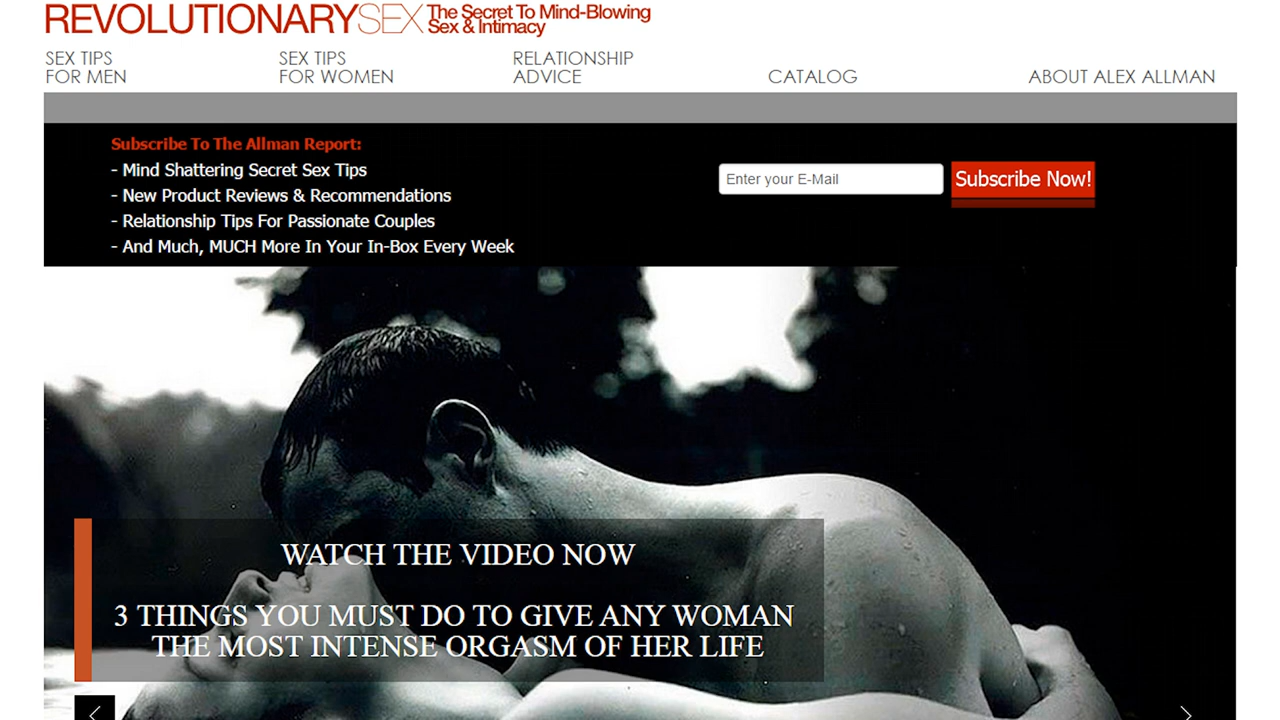 REVOLUTIONARYSEX
The Secret To Mind-Blowing
Sex & Intimacy
SEX TIPS
FOR MEN
SEX TIPS
FOR WOMEN
RELATIONSHIP
ADVICE
CATALOG
ABOUT ALEX ALLMAN
Subscribe To The Allman Report:
- Mind Shattering Secret Sex Tips
- New Product Reviews & Recommendations
- Relationship Tips For Passionate Couples
- And Much, MUCH More In Your In-Box Every Week
Enter your E-Mail
Subscribe Now!
WATCH THE VIDEO NOW
3 THINGS YOU MUST DO TO GIVE ANY WOMAN
THE MOST INTENSE ORGASM OF HER LIFE